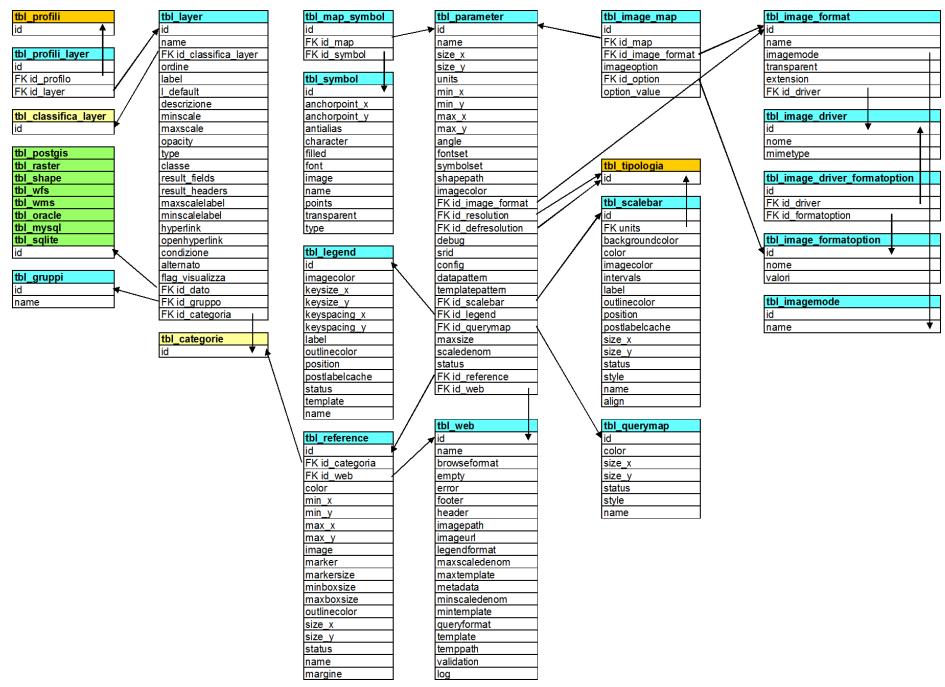 tbl_profili
id
tbl_profili_layer
id
FK id_profilo
FK id_layer
tbl_classifica_layer
id
tbl_postgis
tbl_raster
tbl_shape
tbl_wfs
tbl_wms
tbl_oracle
tbl_mysql
tbl_sqlite
id
tbl_gruppi
id
name
tbl_layer
id
name
FK id_classifica_layer
ordine
label
l_default
descrizione
minscale
maxscale
opacity
type
classe
result_fields
result_headers
maxscalelabel
minscalelabel
hyperlink
openhyperlink
condizione
alternato
flag_visualizza
FK id_dato
FK id_gruppo
FK id_categoria
tbl_categorie
id
tbl_map_symbol
id
FK id_map
FK id_symbol
tbl_symbol
id
anchorpoint_x
anchorpoint_y
antialias
character
filled
font
image
name
points
transparent
type
tbl_legend
id
imagecolor
keysize_x
keysize_y
keyspacing_x
keyspacing_y
label
outlinecolor
position
postlabelcache
status
template
name
tbl_reference
id
FK id_categoria
FK id_web
color
min_x
min_y
max_x
max_y
image
marker
markersize
minboxsize
maxboxsize
outlinecolor
size_x
size_y
status
name
margine
tbl_parameter
id
name
size_x
size_y
units
min_x
min_y
max_x
max_y
angle
fontset
symbolset
shapepath
imagecolor
FK id_image_format
FK id_resolution
FK id_defresolution
debug
srid
config
datapattern
templatepattern
FK id_scalebar
FK id_legend
FK id_querymap
maxsize
scaledenom
status
FK id_reference
FK id_web
tbl_web
id
name
browseformat
empty
error
footer
header
imagepath
imageurl
legendformat
maxscaledenom
maxtemplate
metadata
minscaledenom
mintemplate
queryformat
template
temppath
validation
log
tbl_image_map
id
FK id_map
FK id_image_format
imageoption
FK id_option
option_value
tbl_tipologia
id
tbl_scalebar
id
FK units
backgroundcolor
color
imagecolor
intervals
label
outlinecolor
position
postlabelcache
size_x
size_y
status
style
name
align
tbl_querymap
id
color
size_x
size_y
status
style
name
tbl_image_format
id
name
imagemode
transparent
extension
FK id_driver
tbl_image_driver
id
nome
mimetype
tbl_image_driver_formatoption
id
FK id_driver
FK id_formatoption
tbl_image_formatoption
id
nome
valori
tbl_imagemode
id
name